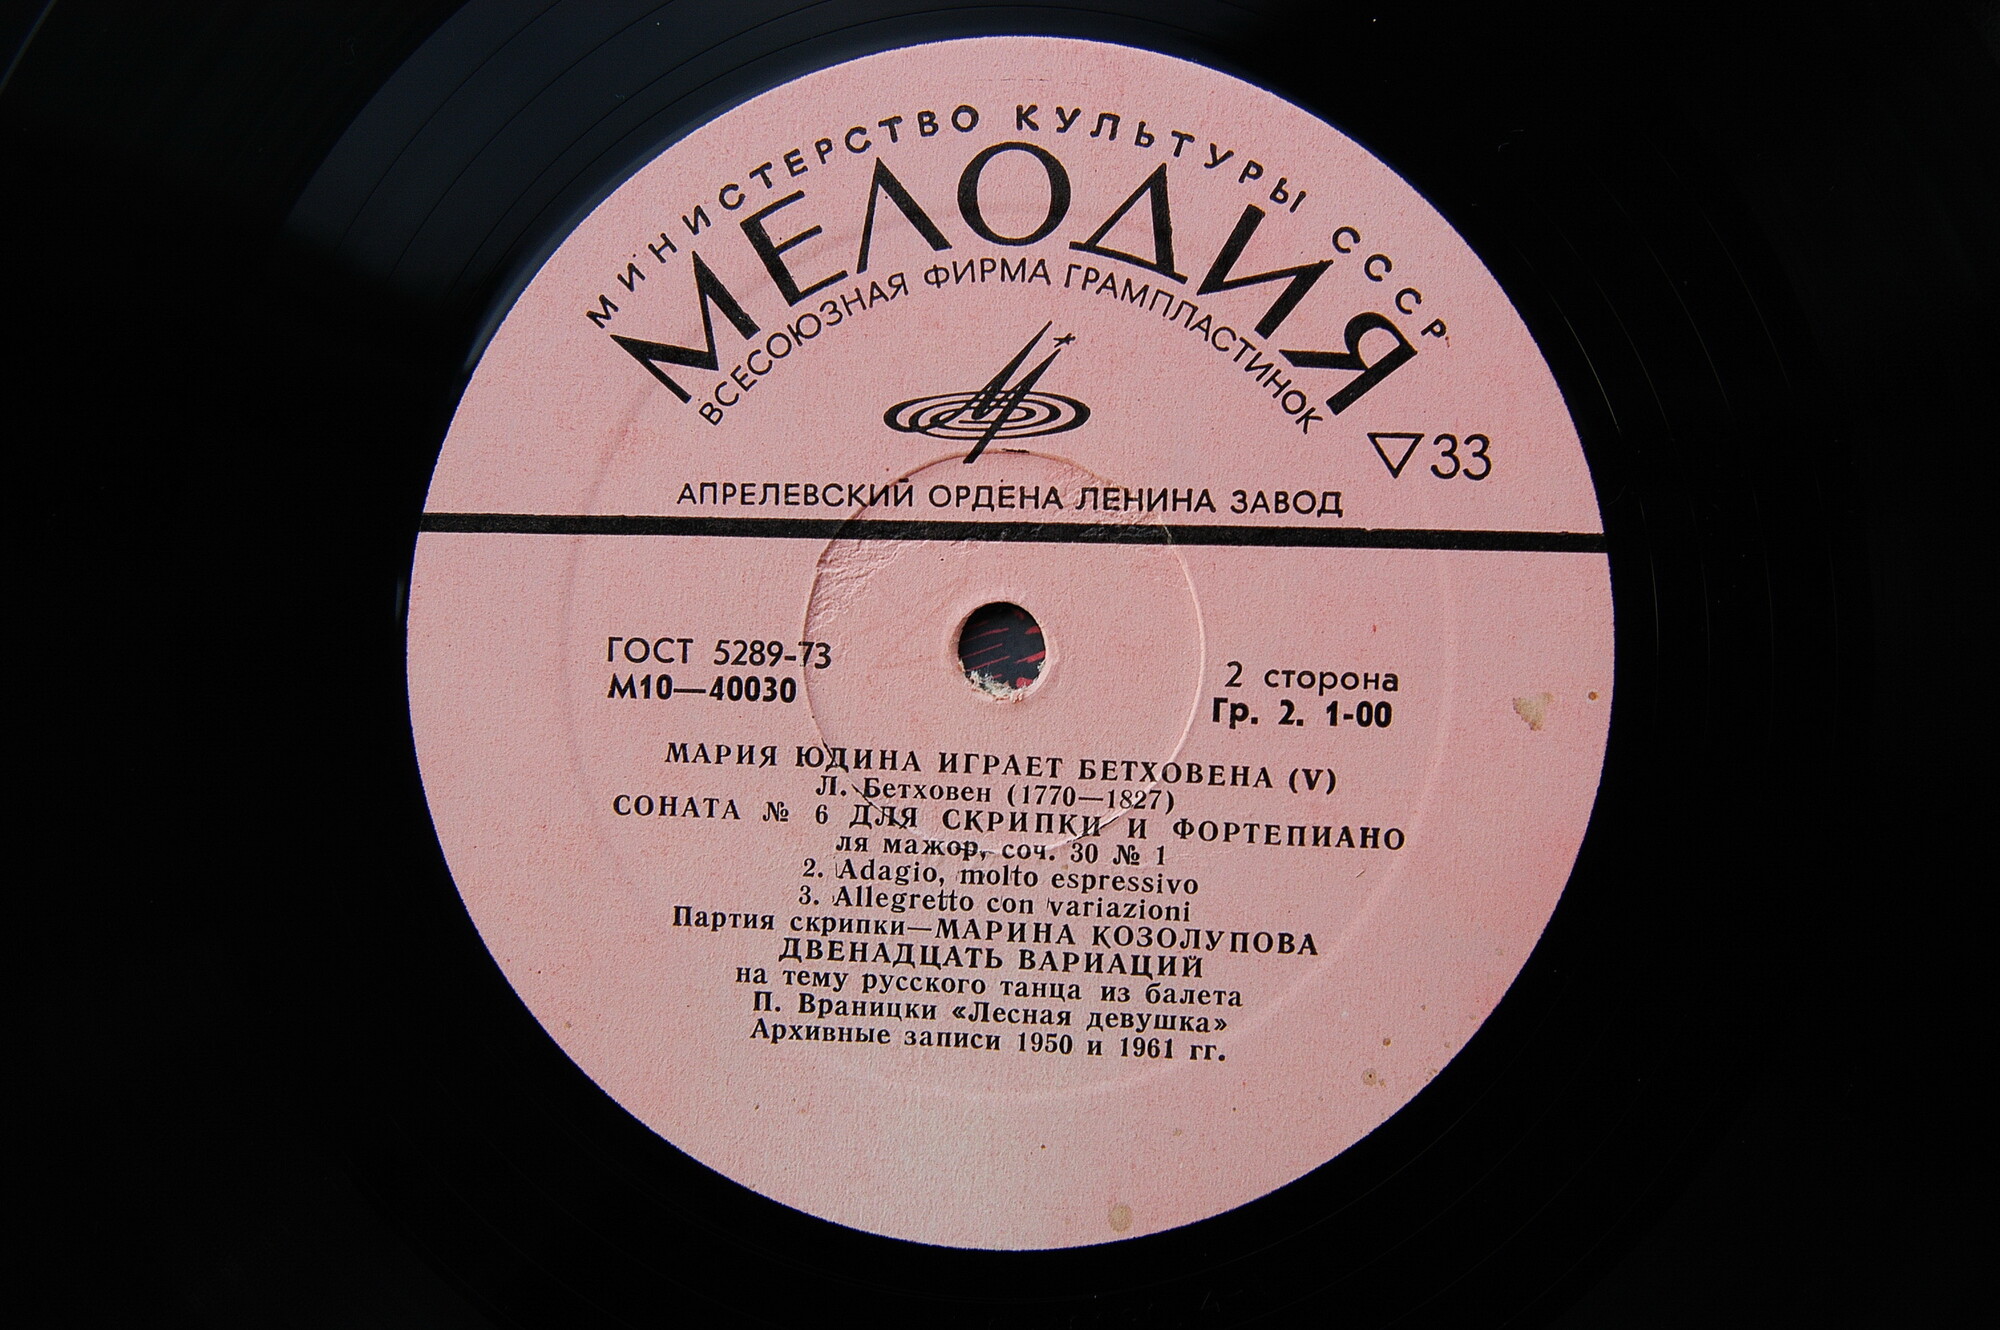 МИНИСТЕРСТВО КУЛЬТУРЫ СССР
МЕЛОДИЯ
ВСЕСОЮЗНАЯ ФИРМА ГРАМПЛАСТИНОК
▽33
АПРЕЛЕВСКИЙ ОРДЕНА ЛЕНИНА ЗАВОД
ГОСТ 5289-73
М10—40030
2 сторона
Гр. 2. 1-00
МАРИЯ ЮДИНА ИГРАЕТ БЕТХОВЕНА (V)
Л. Бетховен (1770—1827)
СОНАТА № 6 ДЛЯ СКРИПКИ И ФОРТЕПИАНО
ля мажор, соч. 30 № 1
2. Adagio, molto espressivo
3. Allegretto con variazioni
Партия скрипки—МАРИНА КОЗОЛУПОВА
ДВЕНАДЦАТЬ ВАРИАЦИЙ
на тему русского танца из балета
П. Враницки «Лесная девушка»
Архивные записи 1950 и 1961 гг.